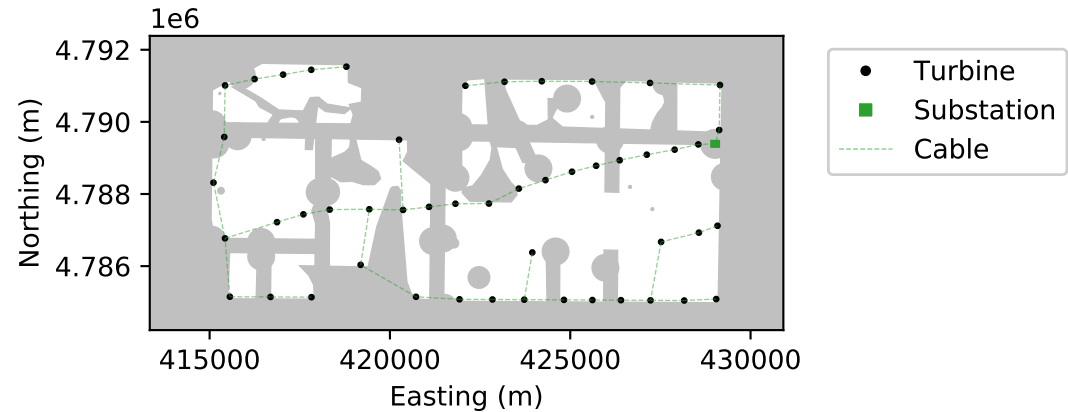 1e6
4.792
4.790
4.788
4.786
Northing (m)
415000 420000 425000 430000
Easting (m)
Turbine
Substation
Cable